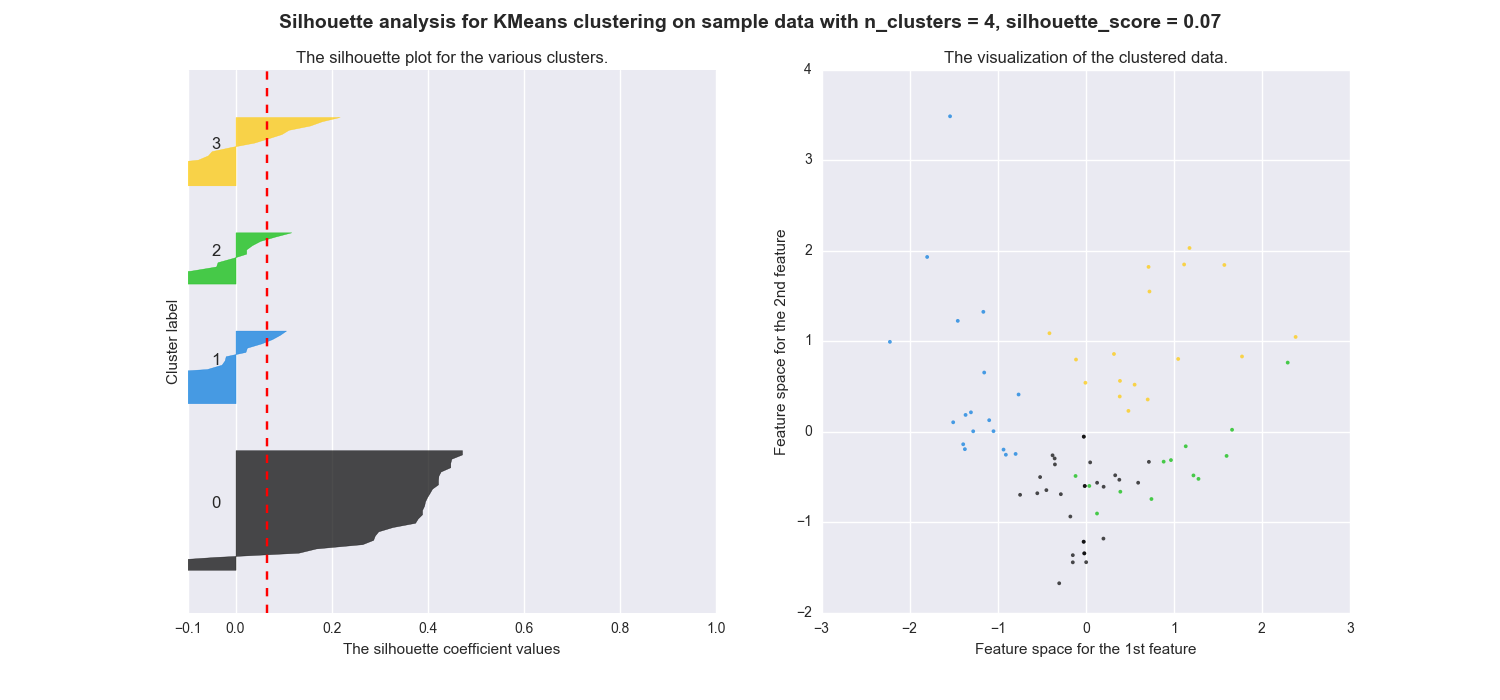 Silhouette analysis for KMeans clustering on sample data with n_clusters = 4, silhouette_score = 0.07
The silhouette plot for the various clusters.
3
2
1
0
Cluster label
−0.1 0.0 0.2 0.4 0.6 0.8 1.0
The silhouette coefficient values
The visualization of the clustered data.
4
3
2
1
0
−1
−2
Feature space for the 2nd feature
−3 −2 −1 0 1 2 3
Feature space for the 1st feature